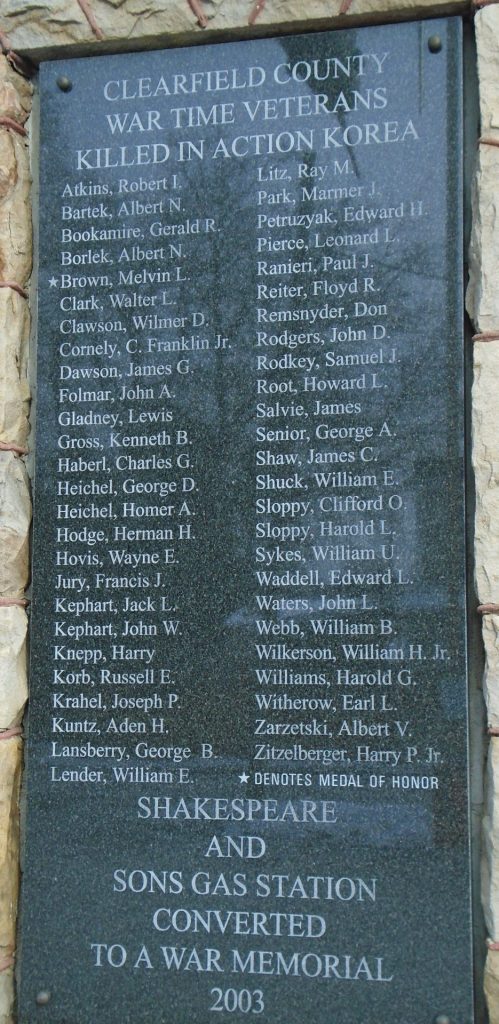 CLEARFIELD COUNTY
WAR TIME VETERANS
KILLED IN ACTION KOREA
Atkins, Robert I.
Bartek, Albert N.
Bookamire, Gerald R.
Borlek, Albert N.
★Brown, Melvin L.
Clark, Walter L.
Clawson, Wilmer D.
Cornely, C. Franklin Jr.
Dawson, James G.
Folmar, John A.
Gladney, Lewis
Gross, Kenneth B.
Haberl, Charles G.
Heichel, George D.
Heichel, Homer A.
Hodge, Herman H.
Hovis, Wayne E.
Jury, Francis J.
Kephart, Jack L.
Kephart, John W.
Knepp, Harry
Korb, Russell E.
Krahel, Joseph P.
Kuntz, Aden H.
Lansberry, George B.
Lender, William E.
Litz, Ray M.
Park, Marmer J.
Petruzyak, Edward H.
Pierce, Leonard L.
Ranieri, Paul J.
Reiter, Floyd R.
Remsnyder, Don
Rodgers, John D.
Rodkey, Samuel J.
Root, Howard L.
Salvie, James
Senior, George A.
Shaw, James C.
Shuck, William E.
Sloppy, Clifford O.
Sloppy, Harold L.
Sykes, William U.
Waddell, Edward L.
Waters, John L.
Webb, William B.
Wilkerson, William H. Jr.
Williams, Harold G.
Witherow, Earl L.
Zarzetski, Albert V.
Zitzelberger, Harry P. Jr.
★ DENOTES MEDAL OF HONOR
SHAKESPEARE
AND
SONS GAS STATION
CONVERTED
TO A WAR MEMORIAL
2003